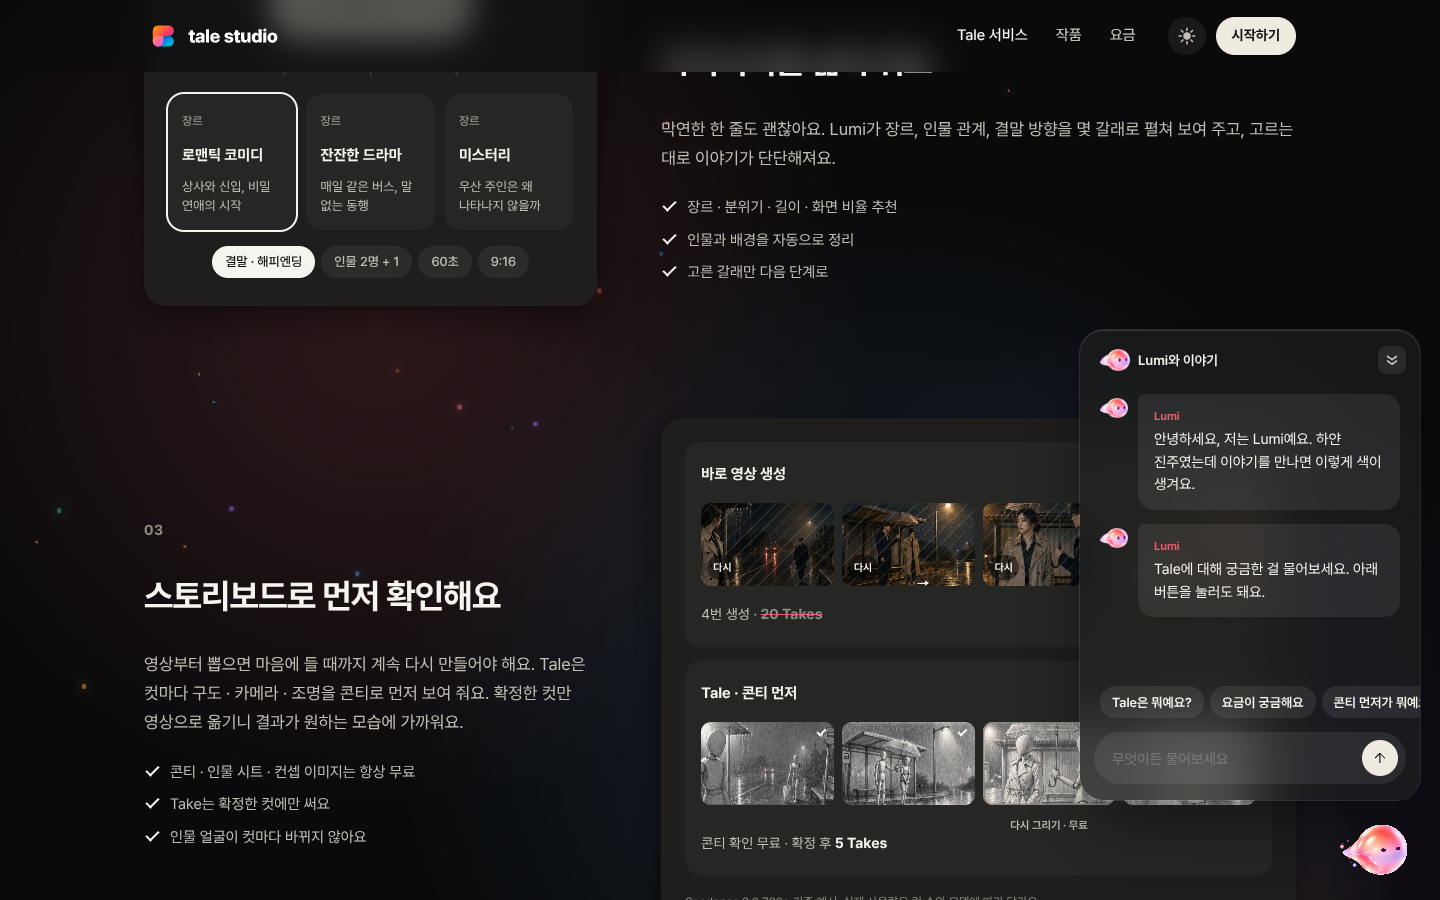 tale studio
Tale 서비스
작품
요금
시작하기
장르
로맨틱 코미디
상사와 신입, 비밀
연애의 시작
장르
잔잔한 드라마
매일 같은 버스, 말
없는 동행
장르
미스터리
우산 주인은 왜
나타나지 않을까
결말 · 해피엔딩
인물 2명 + 1
60초
9:16
막연한 한 줄도 괜찮아요. Lumi가 장르, 인물 관계, 결말 방향을 몇 갈래로 펼쳐 보여 주고, 고르는
대로 이야기가 단단해져요.
장르 · 분위기 · 길이 · 화면 비율 추천
인물과 배경을 자동으로 정리
고른 갈래만 다음 단계로
03
스토리보드로 먼저 확인해요
영상부터 뽑으면 마음에 들 때까지 계속 다시 만들어야 해요. Tale은
컷마다 구도 · 카메라 · 조명을 콘티로 먼저 보여 줘요. 확정한 컷만
영상으로 옮기니 결과가 원하는 모습에 가까워요.
콘티 · 인물 시트 · 컨셉 이미지는 항상 무료
Take는 확정한 컷에만 써요
인물 얼굴이 컷마다 바뀌지 않아요
바로 영상 생성
다시
다시
다시
4번 생성 · 20 Takes
Tale · 콘티 먼저
다시 그리기 · 무료
콘티 확인 무료 · 확정 후 5 Takes
Lumi와 이야기
Lumi
안녕하세요, 저는 Lumi예요. 하얀
진주였는데 이야기를 만나면 이렇게 색이
생겨요.
Lumi
Tale에 대해 궁금한 걸 물어보세요. 아래
버튼을 눌러도 돼요.
Tale은 뭐예요?
요금이 궁금해요
콘티 먼저가 뭐예
무엇이든 물어보세요